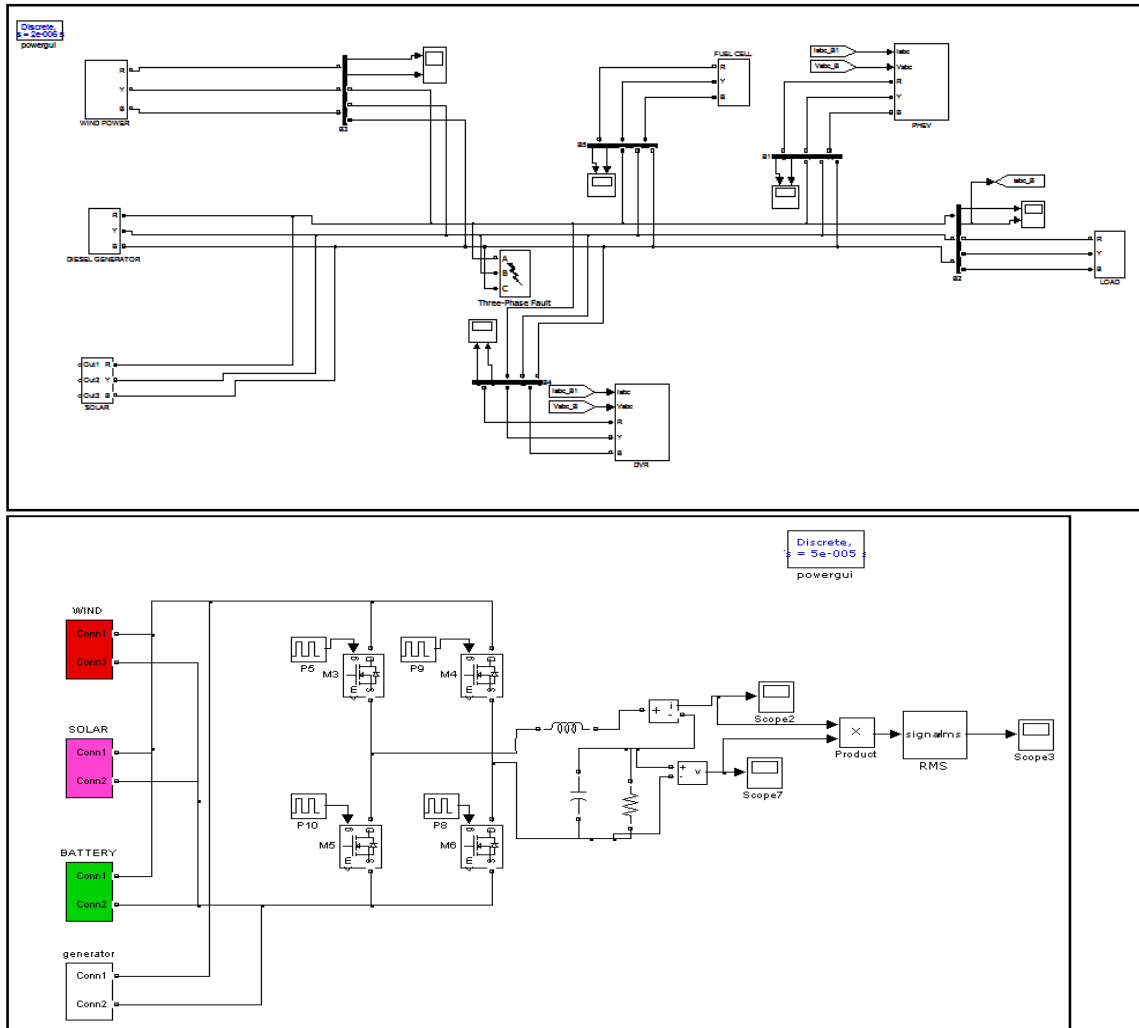 Discrete,
s = 2e-006 s
powergui
R
Y
B
WIND POWER
B3
FUEL CELL
R
Y
B
B5
Iabc_B1
Vabc_B
Iabc
Vabc
R
Y
B
PHEV
B1
Iabc_B
R
Y
B
DIESEL GENERATOR
A
B
C
Three-Phase Fault
B2
R
Y
B
LOAD
Out1 R
Out2 Y
Out3 B
SOLAR
B4
Iabc_B1
Vabc_B
Iabc
Vabc
R
Y
B
DVR
Discrete,
s = 5e-005 s
powergui
WIND
Conn1
Conn3
P5
M3
g
D
E
S
P9
M4
g
D
E
S
SOLAR
Conn1
Conn2
+
i
-
Scope2
×
Product
signal rms
RMS
Scope3
+
-
v
Scope7
P10
M5
g
D
E
S
P8
M6
g
D
E
S
BATTERY
Conn1
Conn2
generator
Conn1
Conn2